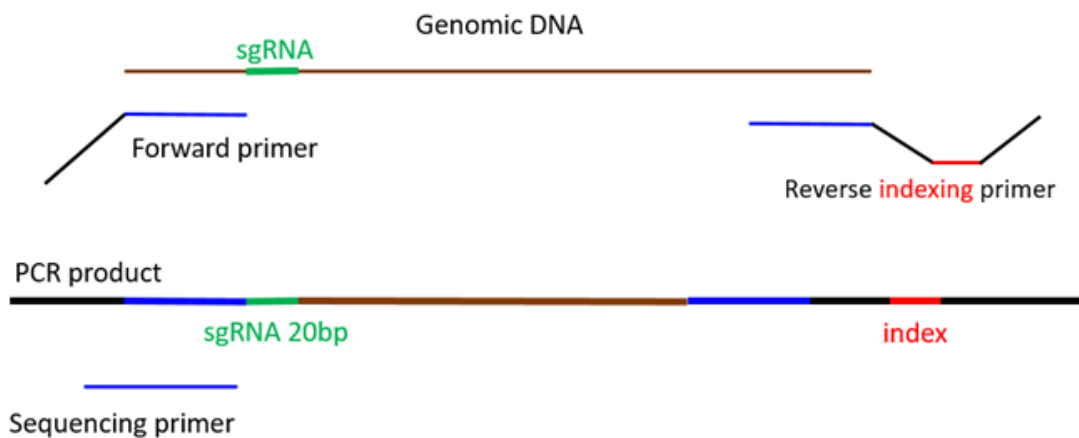 Genomic DNA
sgRNA
Forward primer
Reverse indexing primer
PCR product
sgRNA 20bp
index
Sequencing primer